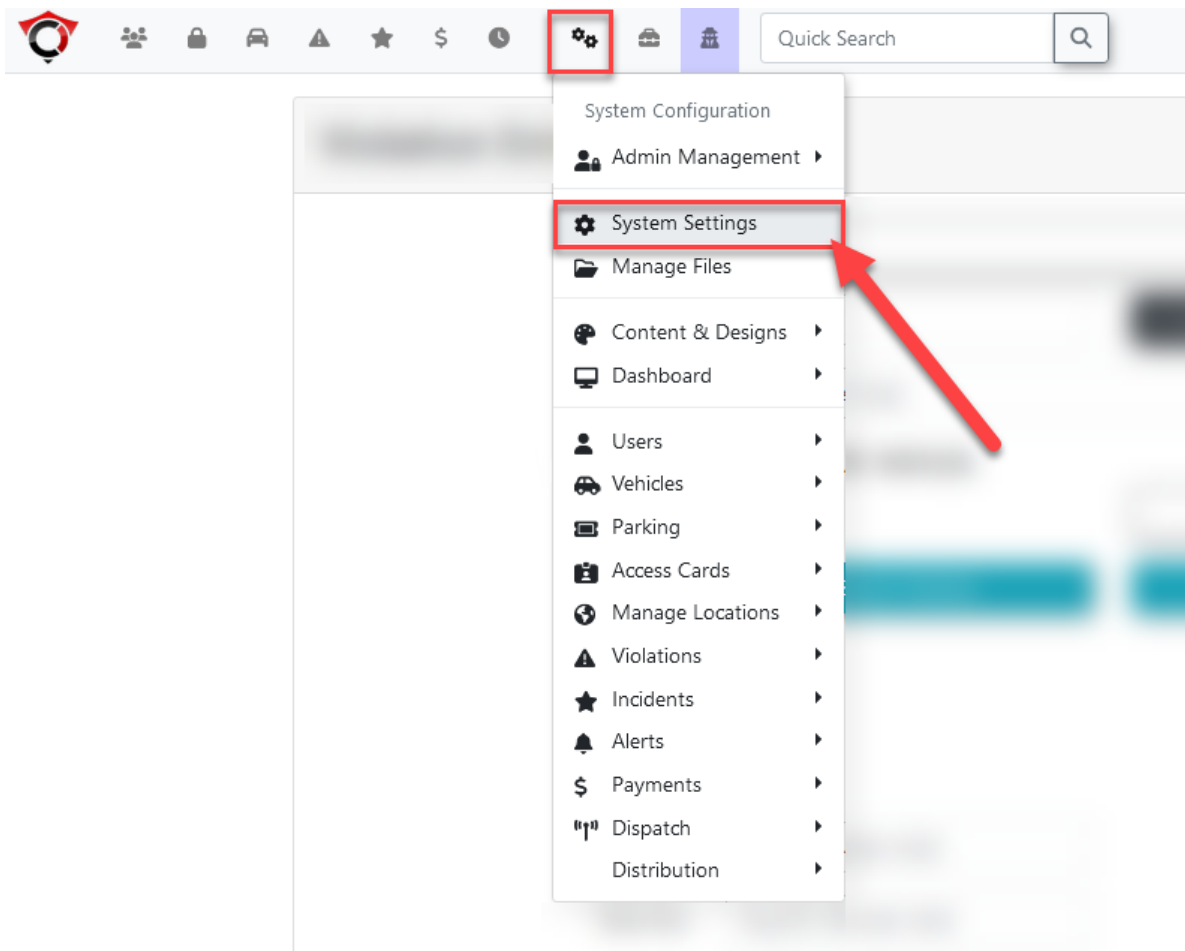 Quick Search
System Configuration
Admin Management
System Settings
Manage Files
Content & Designs
Dashboard
Users
Vehicles
Parking
Access Cards
Manage Locations
Violations
Incidents
Alerts
$ Payments
Dispatch
Distribution